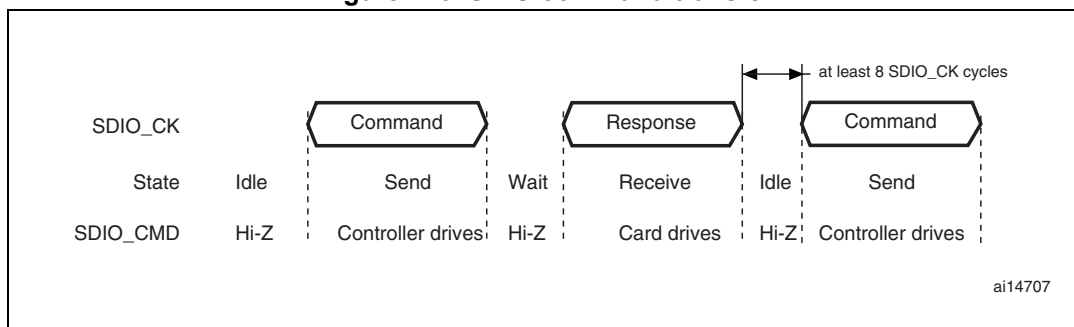 at least 8 SDIO_CK cycles
SDIO_CK Command Response Command
State Idle Send Wait Receive Idle Send
SDIO_CMD Hi-Z Controller drives Hi-Z Card drives Hi-Z Controller drives
ai14707